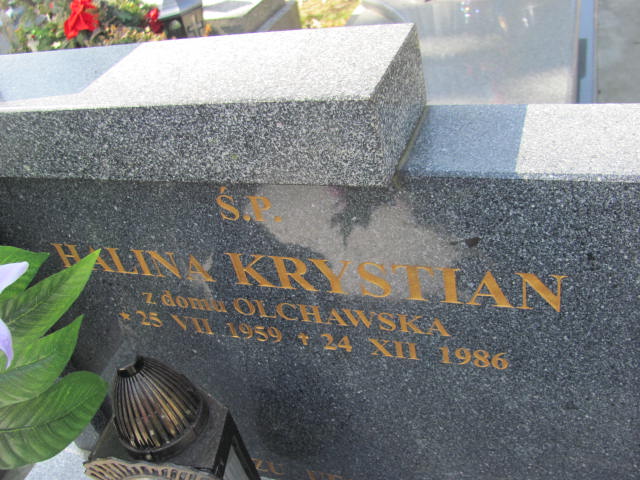 Ś.P.
HALINA KRYSTIAN
z domu OLCHAWSKA
* 25 VII 1959 ✝ 24 XII 1986